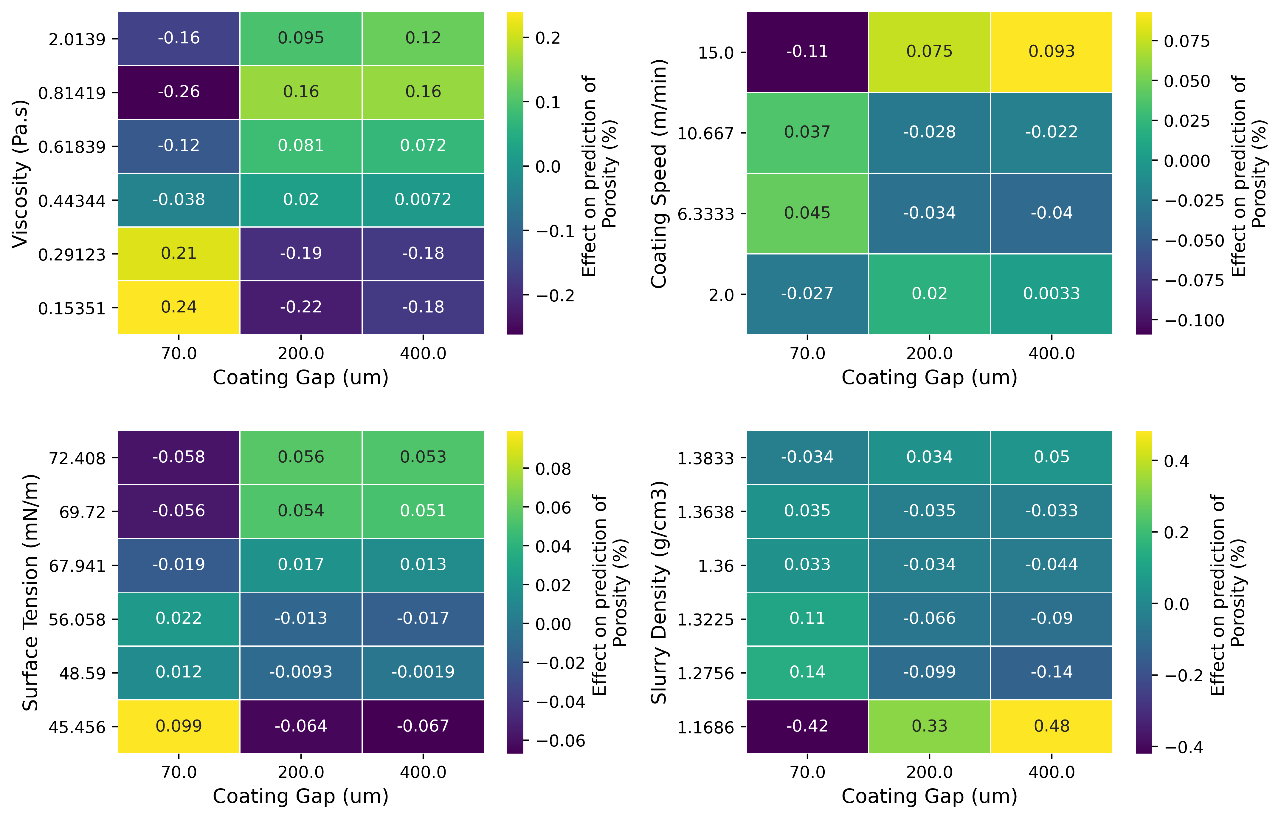 2.0139 -0.16 0.095 0.12
0.81419 -0.26 0.16 0.16
0.61839 -0.12 0.081 0.072
0.44344 -0.038 0.02 0.0072
0.29123 0.21 -0.19 -0.18
0.15351 0.24 -0.22 -0.18
70.0 200.0 400.0
Coating Gap (um)
Viscosity (Pa.s)
0.2
0.1
0.0
−0.1
−0.2
Effect on prediction of
Porosity (%)
15.0 -0.11 0.075 0.093
10.667 0.037 -0.028 -0.022
6.3333 0.045 -0.034 -0.04
2.0 -0.027 0.02 0.0033
70.0 200.0 400.0
Coating Gap (um)
Coating Speed (m/min)
0.075
0.050
0.025
0.000
−0.025
−0.050
−0.075
−0.100
Effect on prediction of
Porosity (%)
72.408 -0.058 0.056 0.053
69.72 -0.056 0.054 0.051
67.941 -0.019 0.017 0.013
56.058 0.022 -0.013 -0.017
48.59 0.012 -0.0093 -0.0019
45.456 0.099 -0.064 -0.067
70.0 200.0 400.0
Coating Gap (um)
Surface Tension (mN/m)
0.08
0.06
0.04
0.02
0.00
−0.02
−0.04
−0.06
Effect on prediction of
Porosity (%)
1.3833 -0.034 0.034 0.05
1.3638 0.035 -0.035 -0.033
1.36 0.033 -0.034 -0.044
1.3225 0.11 -0.066 -0.09
1.2756 0.14 -0.099 -0.14
1.1686 -0.42 0.33 0.48
70.0 200.0 400.0
Coating Gap (um)
Slurry Density (g/cm3)
0.4
0.2
0.0
−0.2
−0.4
Effect on prediction of
Porosity (%)